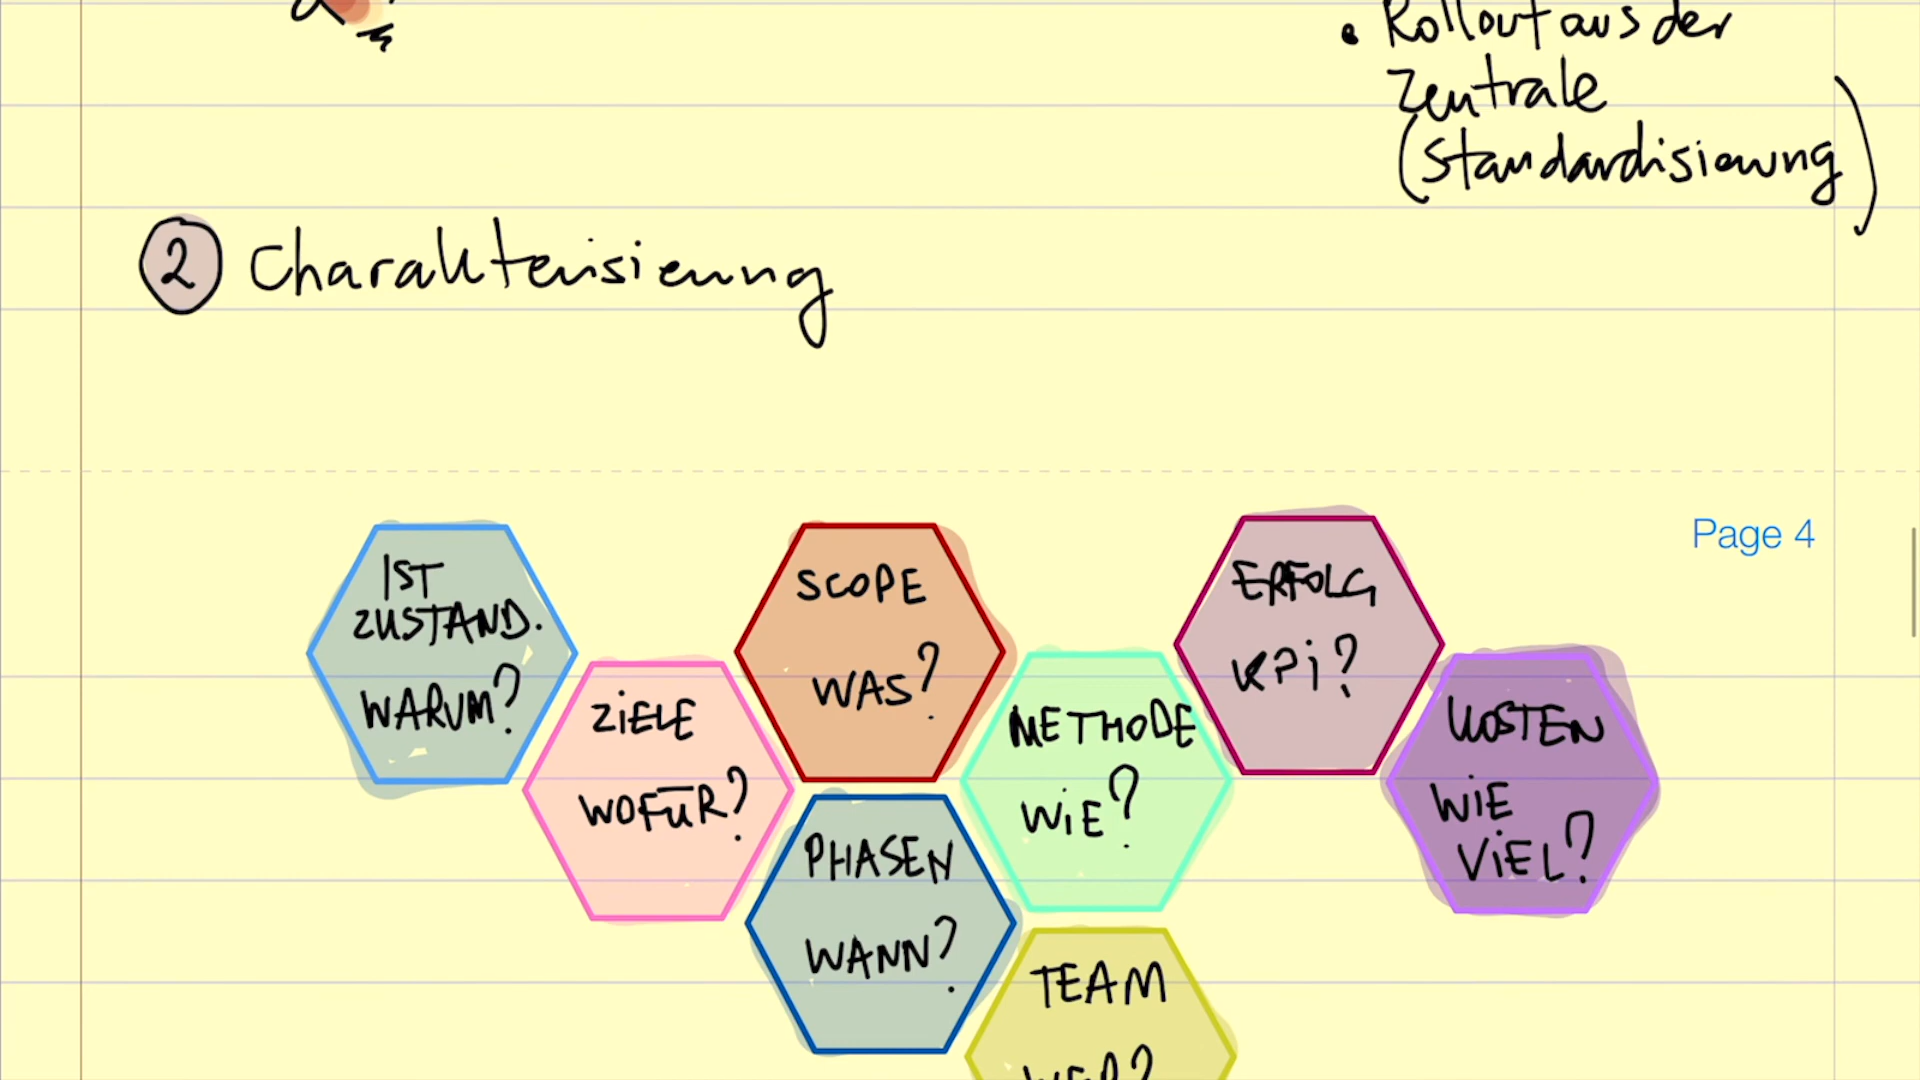 • Rollout aus der
Zentrale
(Standardisierung)
2 Charakterisierung
Page 4
IST
ZUSTAND.
WARUM?
ZIELE
WOFÜR?
SCOPE
WAS?
PHASEN
WANN?
METHODE
WIE?
TEAM
WER?
ERFOLG
KPi?
KOSTEN
WIE
VIEL?